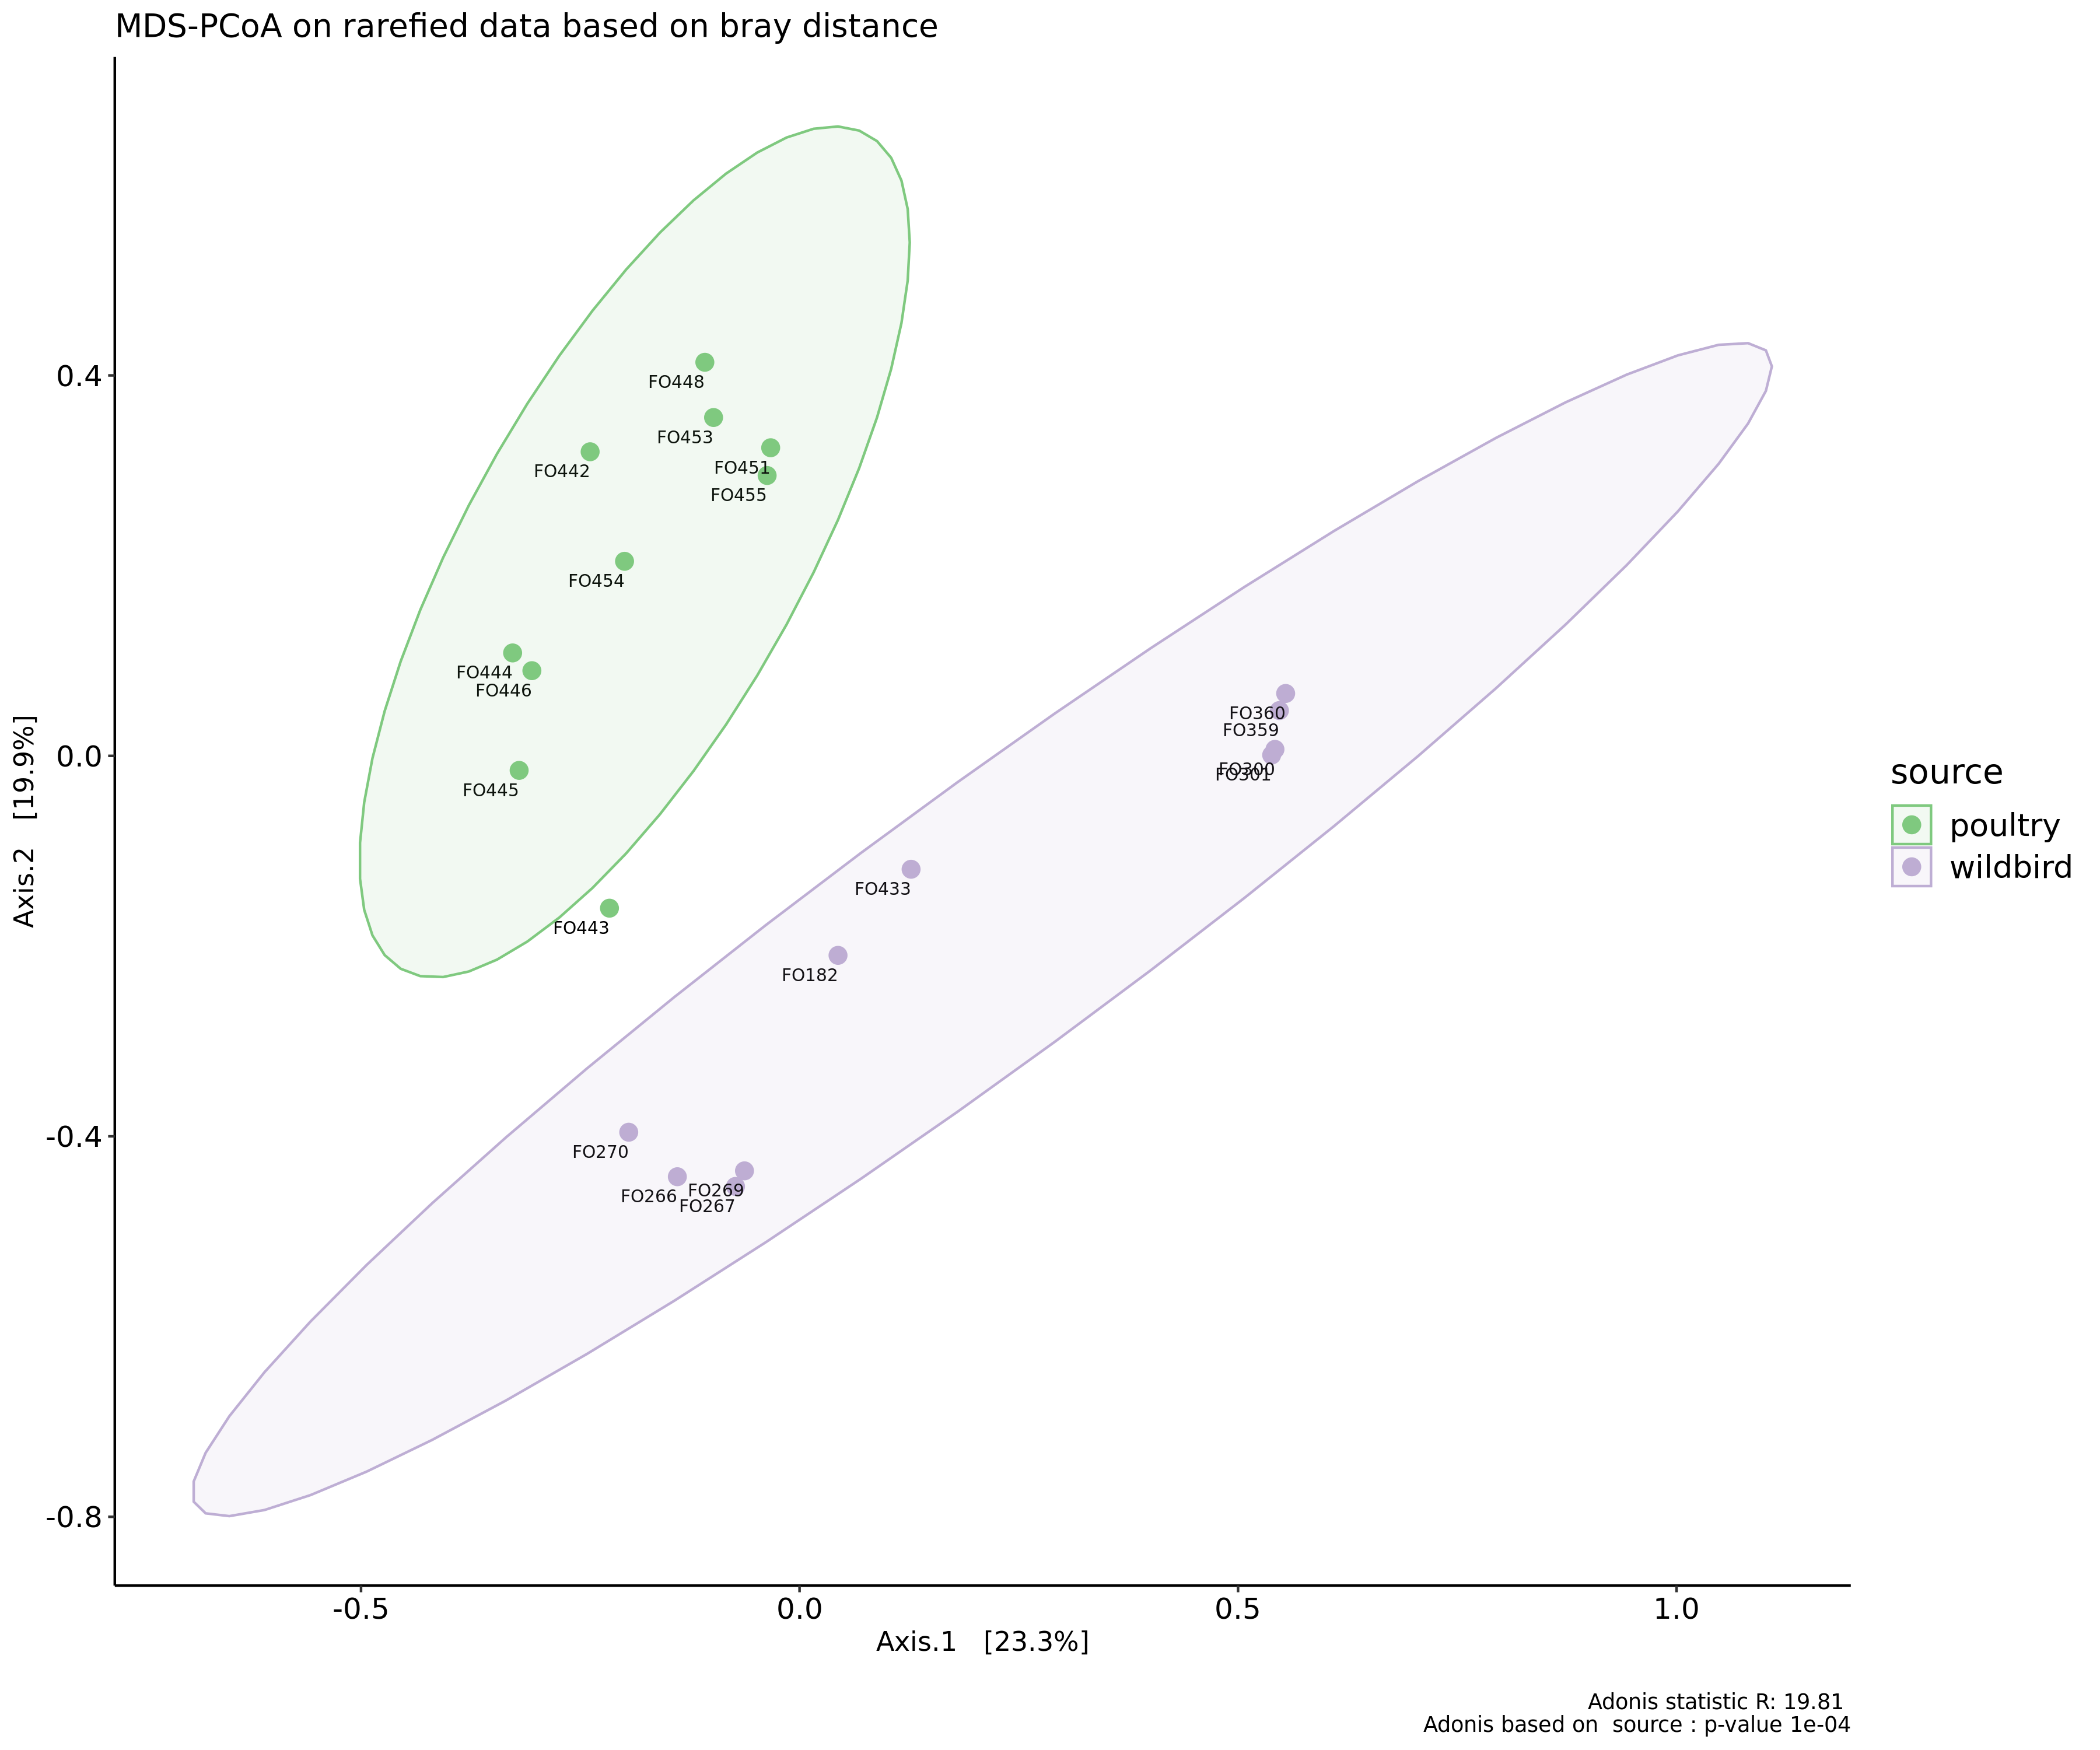 MDS-PCoA on rarefied data based on bray distance
Axis.2   [19.9%]
0.4
0.0
-0.4
-0.8
FO448
FO453
FO451
FO442
FO455
FO454
FO444
FO446
FO445
FO443
FO360
FO359
FO300
FO301
FO433
FO182
FO270
FO269
FO266
FO267
source
poultry
wildbird
-0.5
0.0
0.5
1.0
Axis.1   [23.3%]
Adonis statistic R: 19.81
Adonis based on  source : p-value 1e-04